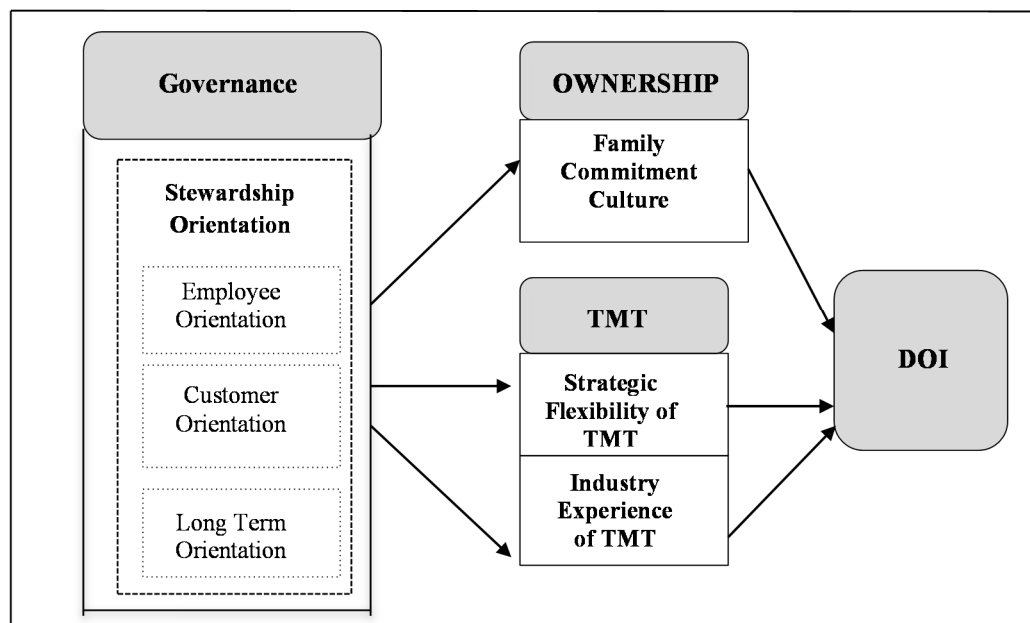 Governance
Stewardship
Orientation
Employee
Orientation
Customer
Orientation
Long Term
Orientation
OWNERSHIP
Family
Commitment
Culture
TMT
Strategic
Flexibility of
TMT
Industry
Experience
of TMT
DOI